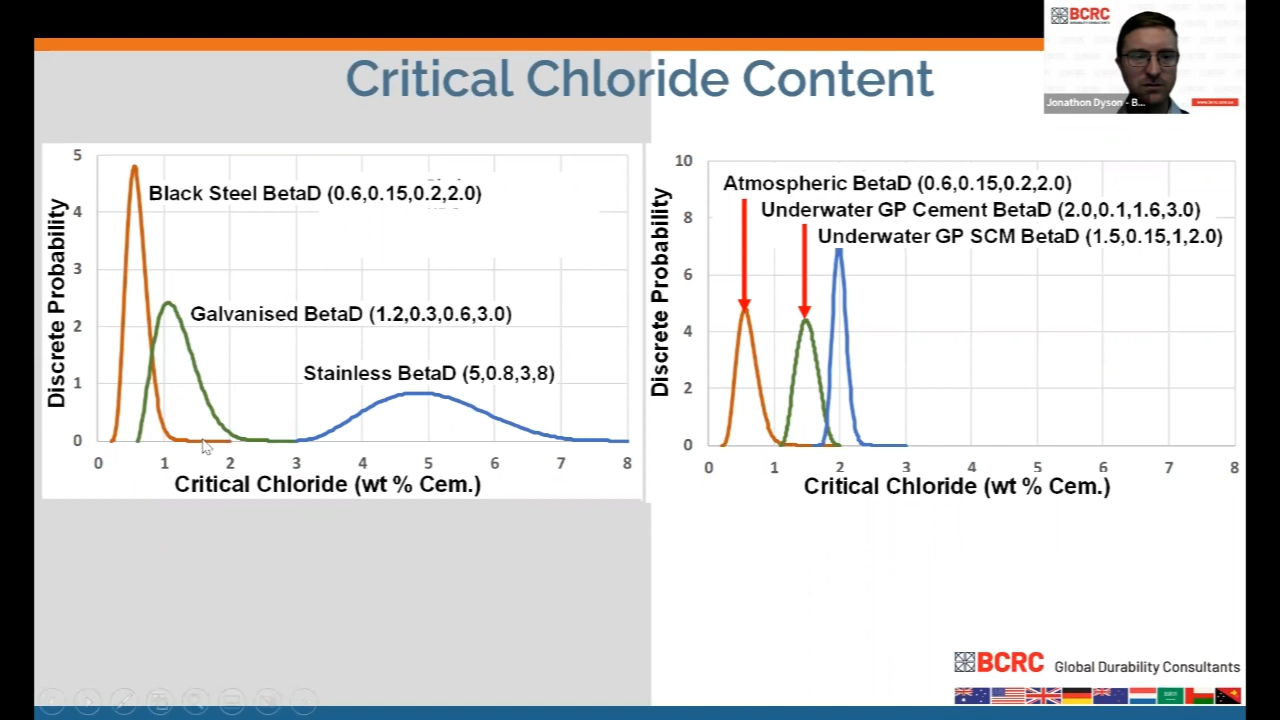 BCRC
Jonathon Dyson - B...
Critical Chloride Content
Discrete Probability
5
4
3
2
1
0
Black Steel BetaD (0.6,0.15,0.2,2.0)
Galvanised BetaD (1.2,0.3,0.6,3.0)
Stainless BetaD (5,0.8,3,8)
0 1 2 3 4 5 6 7 8
Critical Chloride (wt % Cem.)
Discrete Probability
10
8
6
4
2
0
Atmospheric BetaD (0.6,0.15,0.2,2.0)
Underwater GP Cement BetaD (2.0,0.1,1.6,3.0)
Underwater GP SCM BetaD (1.5,0.15,1,2.0)
0 1 2 3 4 5 6 7 8
Critical Chloride (wt % Cem.)
BCRC Global Durability Consultants